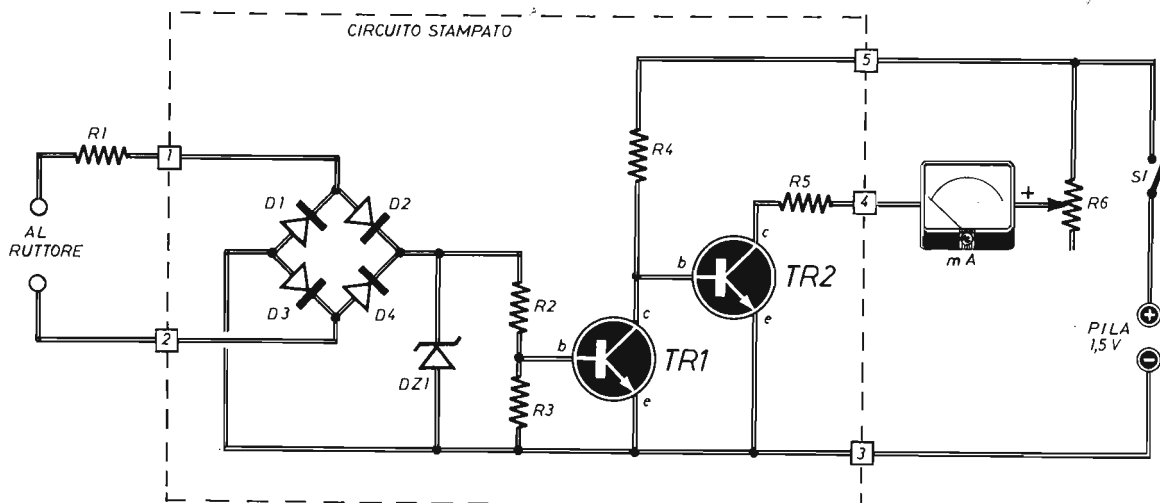 CIRCUITO STAMPATO
R1
1
AL
RUTTORE
2
D1
D2
D3
D4
DZ1
R2
R3
b
c
e
TR1
R4
b
c
e
TR2
R5
5
4
3
mA
+
R6
S1
+
PILA
1,5 V
-